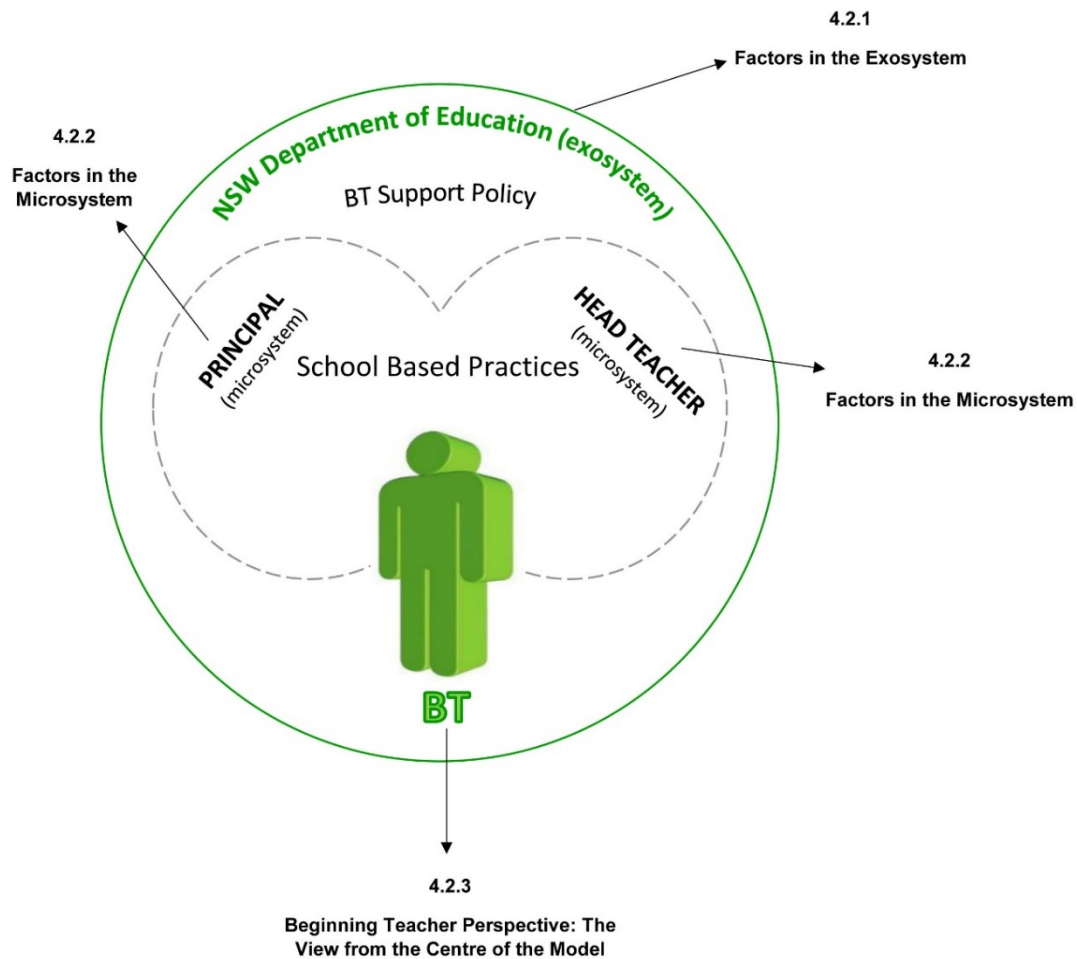 4.2.1
Factors in the Exosystem
NSW Department of Education (exosystem)
4.2.2
Factors in the
Microsystem
BT Support Policy
PRINCIPAL
(microsystem)
HEAD TEACHER
(microsystem)
School Based Practices
4.2.2
Factors in the Microsystem
BT
4.2.3
Beginning Teacher Perspective: The
View from the Centre of the Model